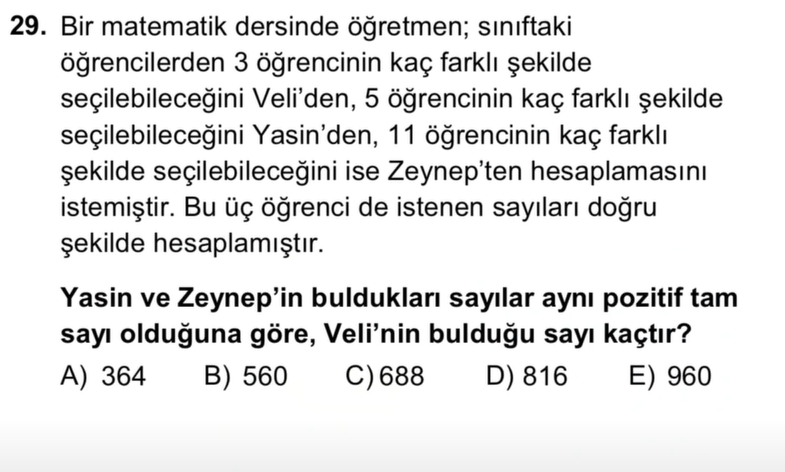 29. Bir matematik dersinde öğretmen; sınıftaki
öğrencilerden 3 öğrencinin kaç farklı şekilde
seçilebileceğini Veli’den, 5 öğrencinin kaç farklı şekilde
seçilebileceğini Yasin’den, 11 öğrencinin kaç farklı
şekilde seçilebileceğini ise Zeynep’ten hesaplamasını
istemiştir. Bu üç öğrenci de istenen sayıları doğru
şekilde hesaplamıştır.
Yasin ve Zeynep’in buldukları sayılar aynı pozitif tam
sayı olduğuna göre, Veli’nin bulduğu sayı kaçtır?
A) 364 B) 560 C) 688 D) 816 E) 960